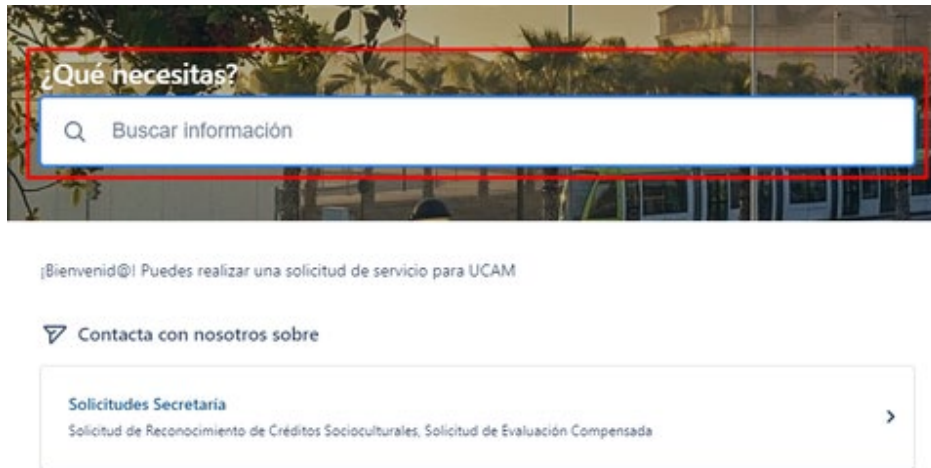 ¿Qué necesitas?
Buscar información
¡Bienvenid@! Puedes realizar una solicitud de servicio para UCAM
Contacta con nosotros sobre
Solicitudes Secretaría
Solicitud de Reconocimiento de Créditos Socioculturales, Solicitud de Evaluación Compensada